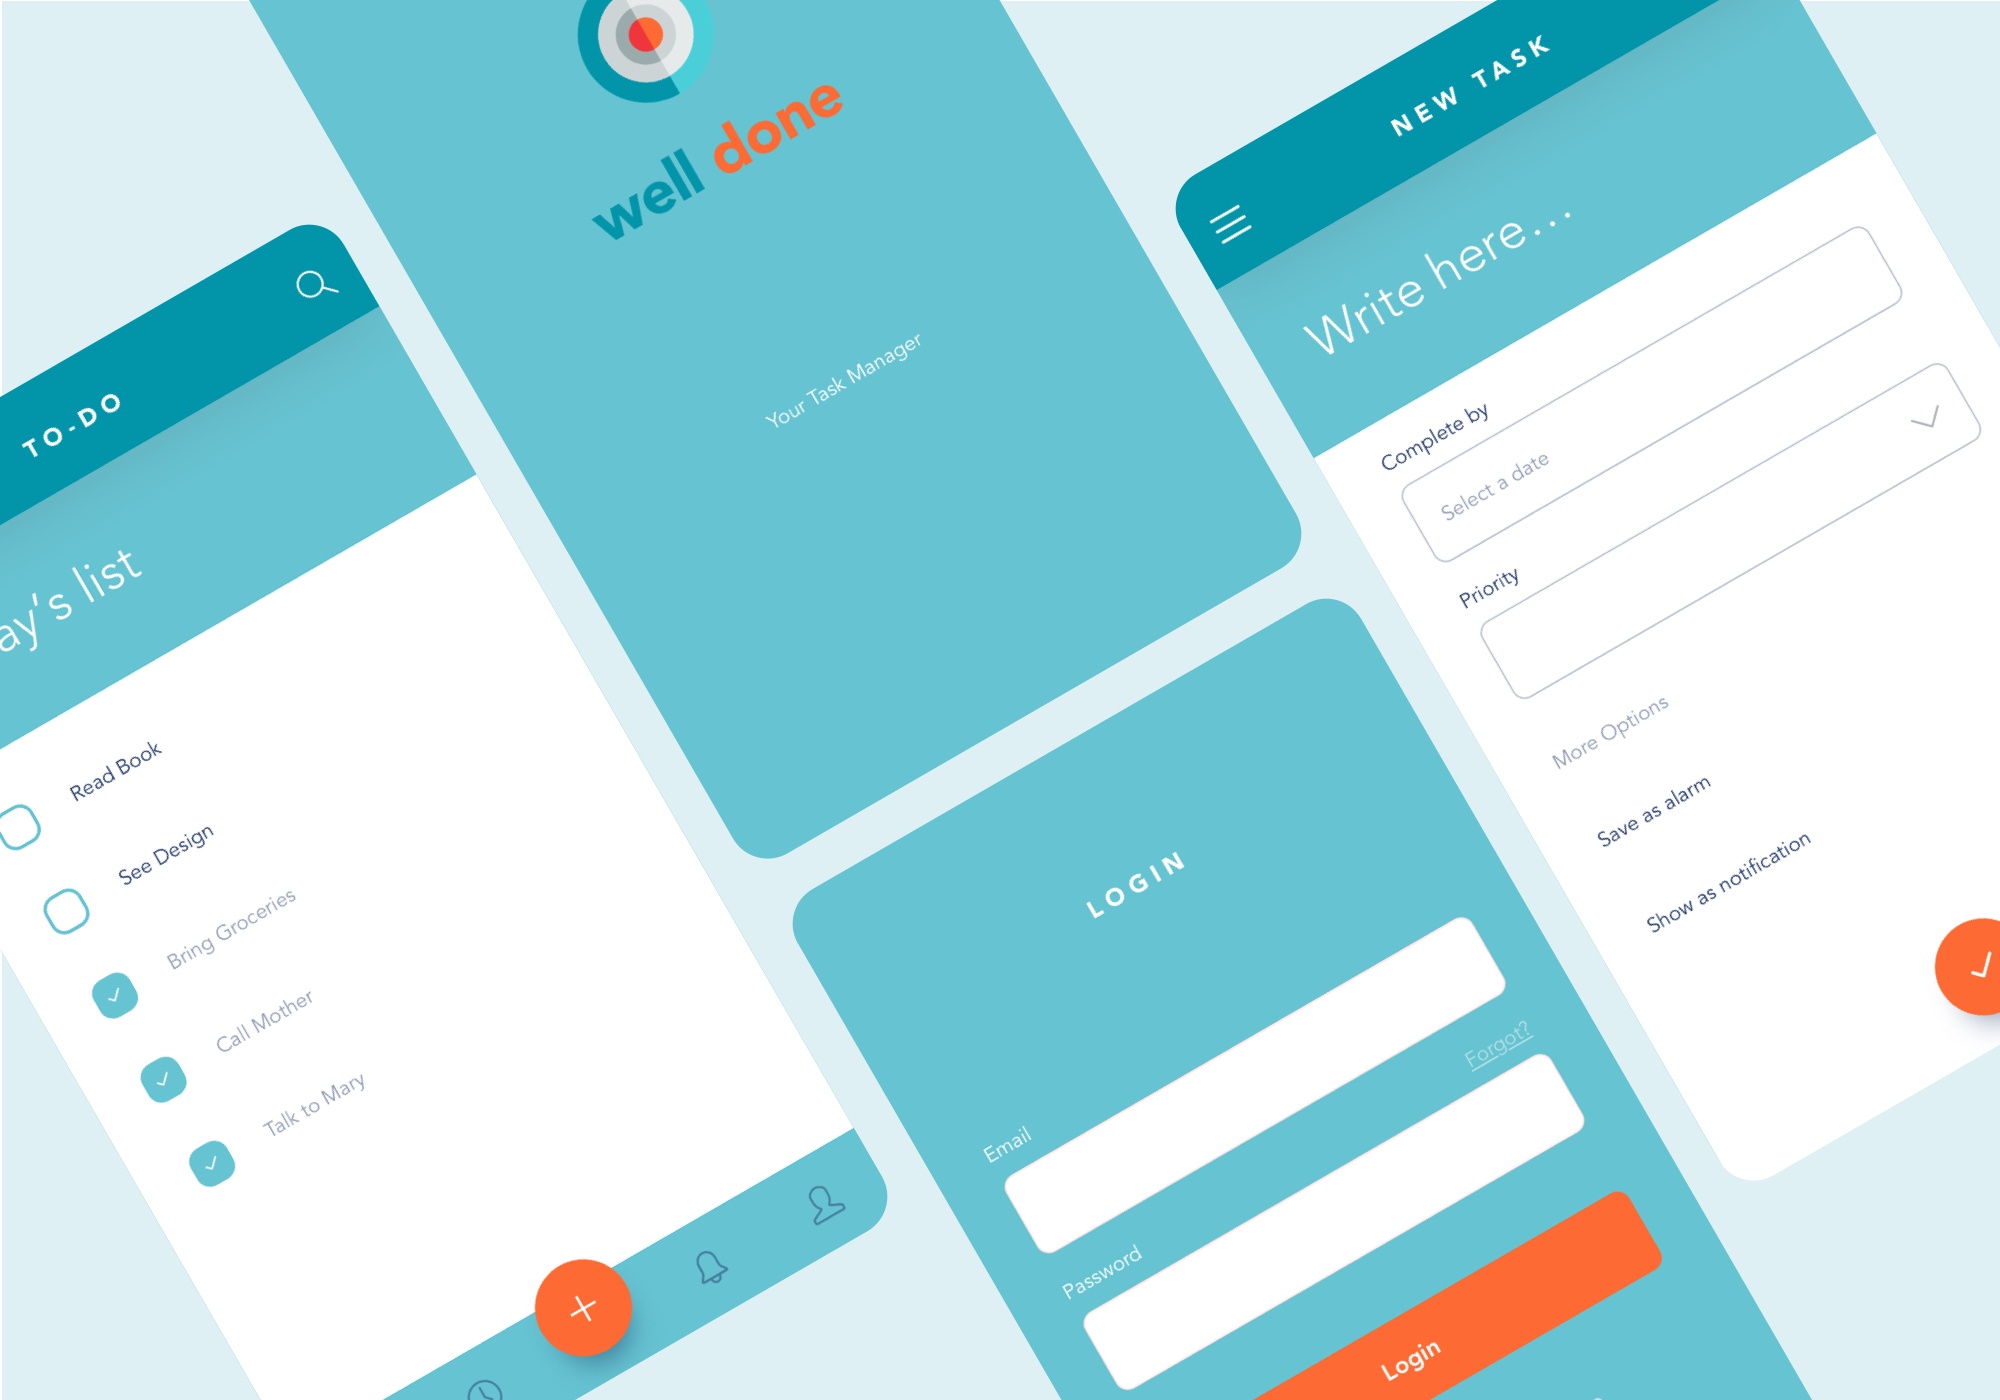 TO-DO
ay's list
Read Book
See Design
Bring Groceries
Call Mother
Talk to Mary
well done
Your Task Manager
LOGIN
Email
Forgot?
Password
Login
NEW TASK
Write here...
Complete by
Select a date
Priority
More Options
Save as alarm
Show as notification